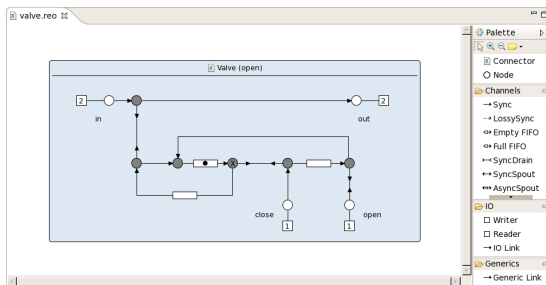 valve.reo
Palette
Valve (open)
Connector
Node
Channels
2
2
Sync
in
out
LossySync
Empty FIFO
Full FIFO
X
SyncDrain
SyncSpout
AsyncSpout
IO
close
open
Writer
1
1
Reader
IO Link
Generics
Generic Link